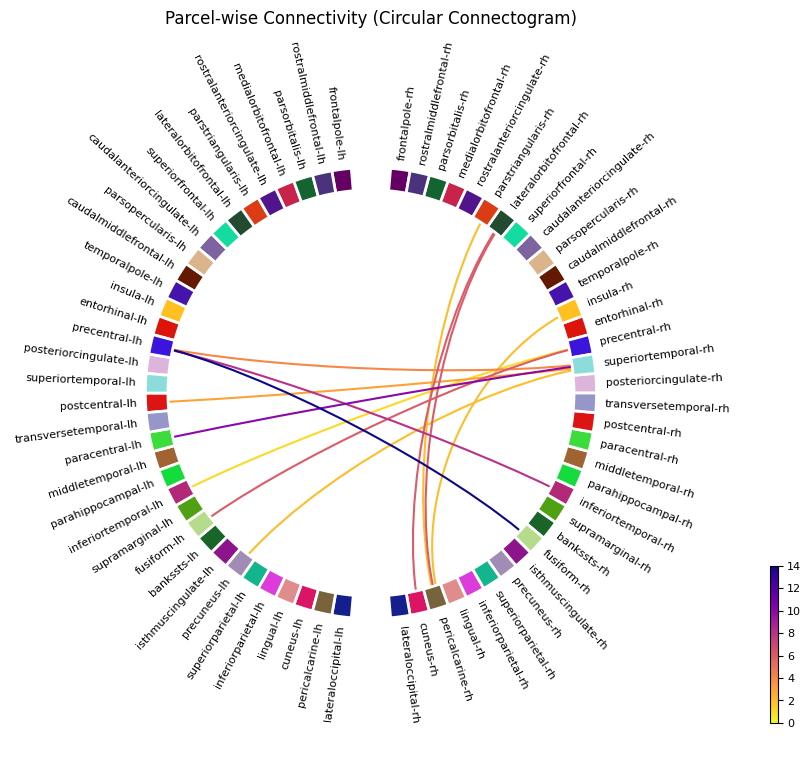 Parcel-wise Connectivity (Circular Connectogram)
frontalpole-lh
rostralmiddlefrontal-lh
parsorbitalis-lh
medialorbitofrontal-lh
rostralanteriorcingulate-lh
parstriangularis-lh
lateralorbitofrontal-lh
superiorfrontal-lh
caudalanteriorcingulate-lh
parsopercularis-lh
caudalmiddlefrontal-lh
temporalpole-lh
insula-lh
entorhinal-lh
precentral-lh
posteriorcingulate-lh
superiortemporal-lh
postcentral-lh
transversetemporal-lh
paracentral-lh
middletemporal-lh
parahippocampal-lh
inferiortemporal-lh
supramarginal-lh
fusiform-lh
bankssts-lh
isthmuscingulate-lh
precuneus-lh
superiorparietal-lh
inferiorparietal-lh
lingual-lh
cuneus-lh
pericalcarine-lh
lateraloccipital-lh
frontalpole-rh
rostralmiddlefrontal-rh
parsorbitalis-rh
medialorbitofrontal-rh
rostralanteriorcingulate-rh
parstriangularis-rh
lateralorbitofrontal-rh
superiorfrontal-rh
caudalanteriorcingulate-rh
parsopercularis-rh
caudalmiddlefrontal-rh
temporalpole-rh
insula-rh
entorhinal-rh
precentral-rh
superiortemporal-rh
posteriorcingulate-rh
transversetemporal-rh
postcentral-rh
paracentral-rh
middletemporal-rh
parahippocampal-rh
inferiortemporal-rh
supramarginal-rh
bankssts-rh
fusiform-rh
isthmuscingulate-rh
precuneus-rh
superiorparietal-rh
inferiorparietal-rh
lingual-rh
pericalcarine-rh
cuneus-rh
lateraloccipital-rh
14
12
10
8
6
4
2
0